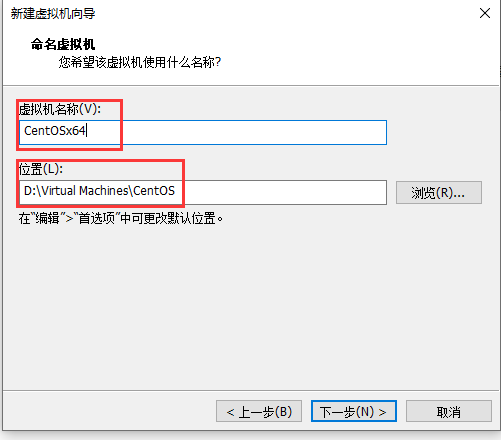 新建虚拟机向导
命名虚拟机
您希望该虚拟机使用什么名称?
虚拟机名称(V):
CentOSx64
位置(L):
D:\Virtual Machines\CentOS
浏览(R)...
在“编辑”>“首选项”中可更改默认位置。
< 上一步(B)
下一步(N) >
取消